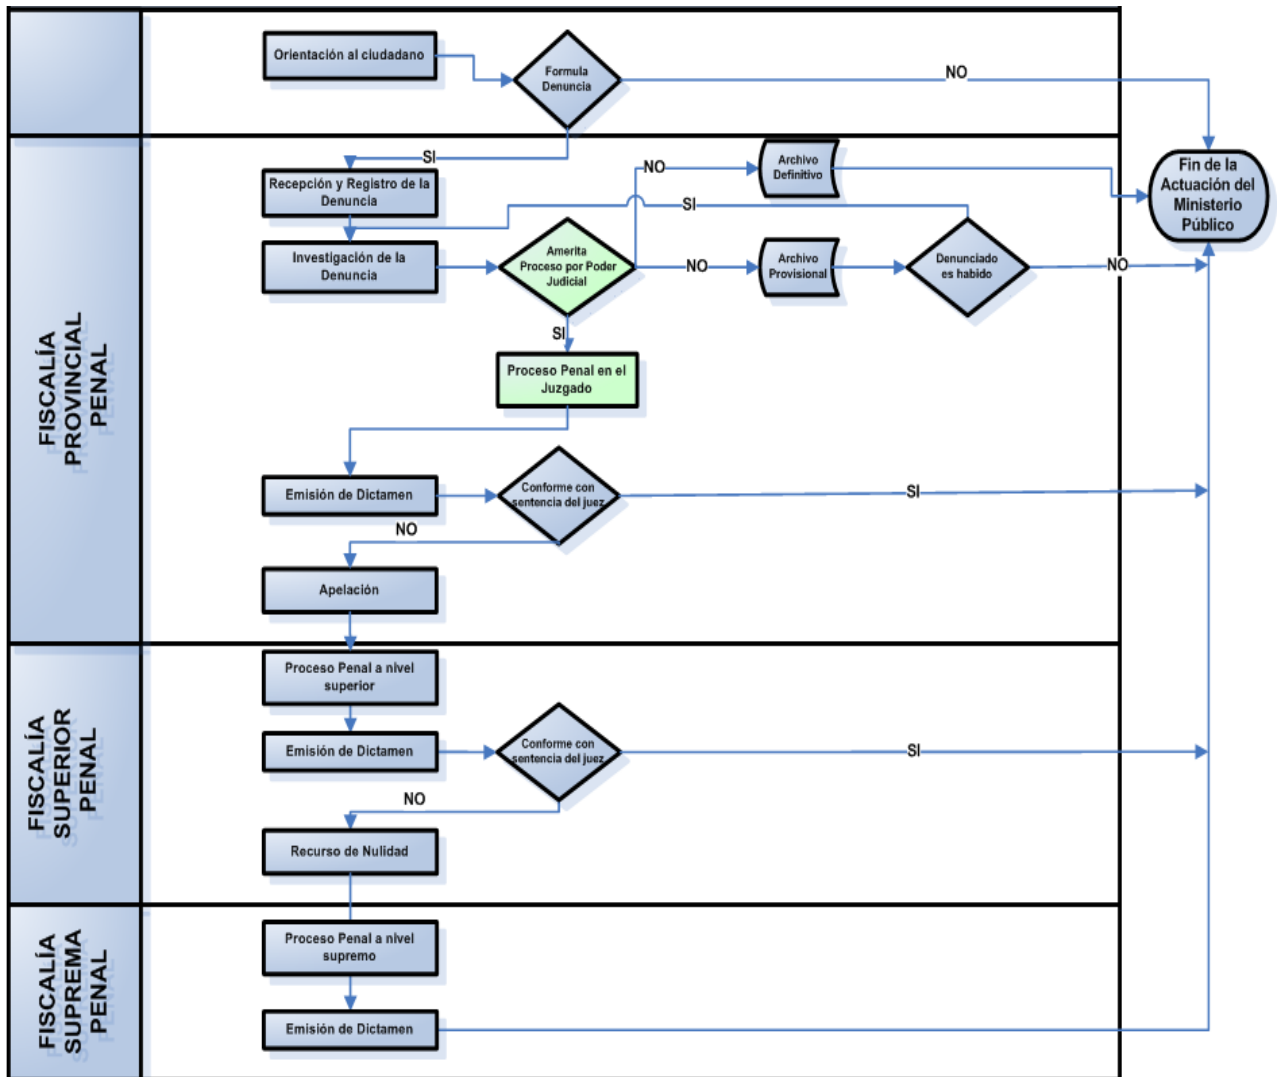 Orientación al ciudadano
Formula
Denuncia
NO
SI
FISCALÍA
PROVINCIAL
PENAL
Recepción y Registro de la
Denuncia
NO
Archivo
Definitivo
Fin de la
Actuación del
Ministerio
Público
SI
Investigación de la
Denuncia
Amerita
Proceso por Poder
Judicial
NO
Archivo
Provisional
Denunciado
es habido
NO
SI
Proceso Penal en el
Juzgado
Emisión de Dictamen
Conforme con
sentencia del juez
SI
NO
Apelación
FISCALÍA
SUPERIOR
PENAL
Proceso Penal a nivel
superior
Emisión de Dictamen
Conforme con
sentencia del juez
SI
NO
Recurso de Nulidad
FISCALÍA
SUPREMA
PENAL
Proceso Penal a nivel
supremo
Emisión de Dictamen